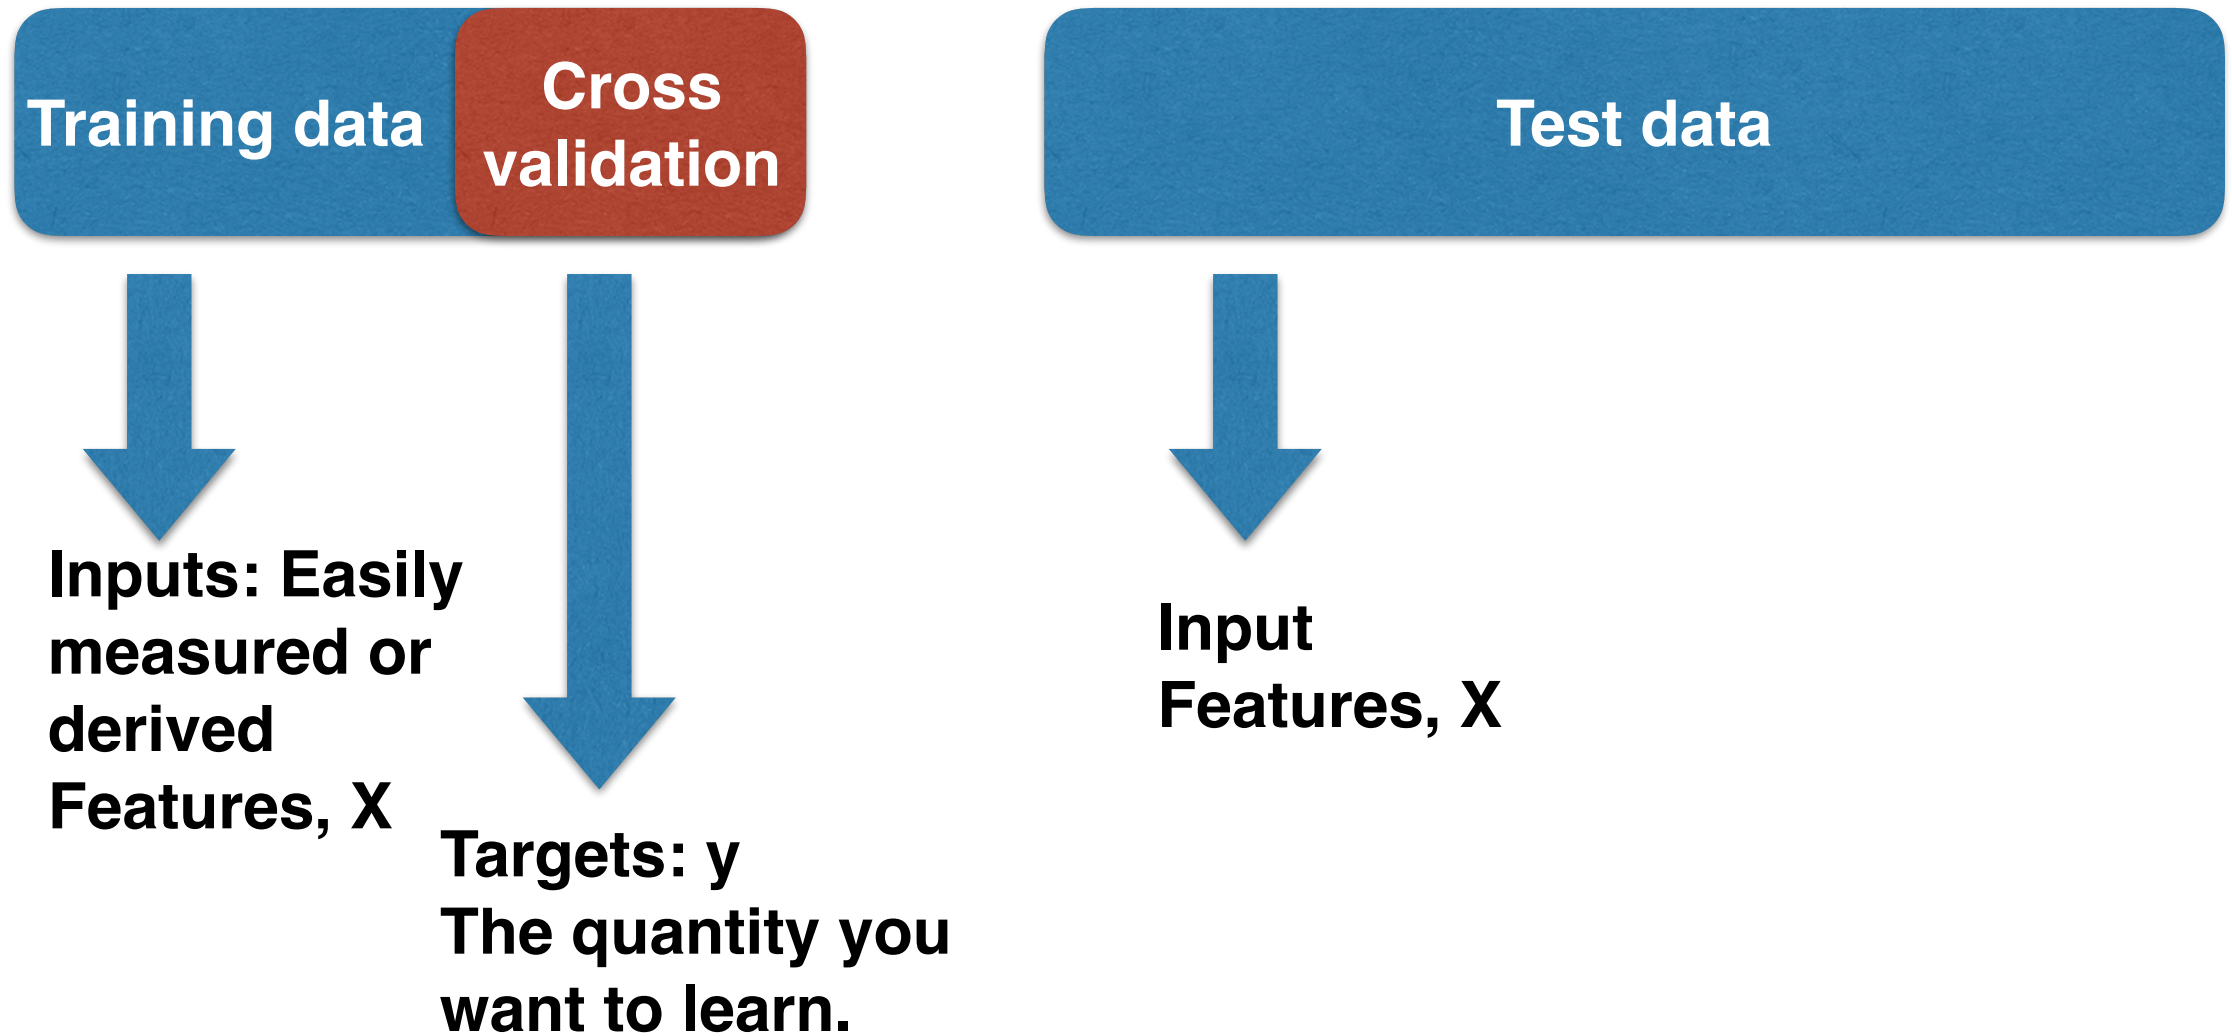 Training data
Cross
validation
Test data
Inputs: Easily
measured or
derived
Features, X
Targets: y
The quantity you
want to learn.
Input
Features, X